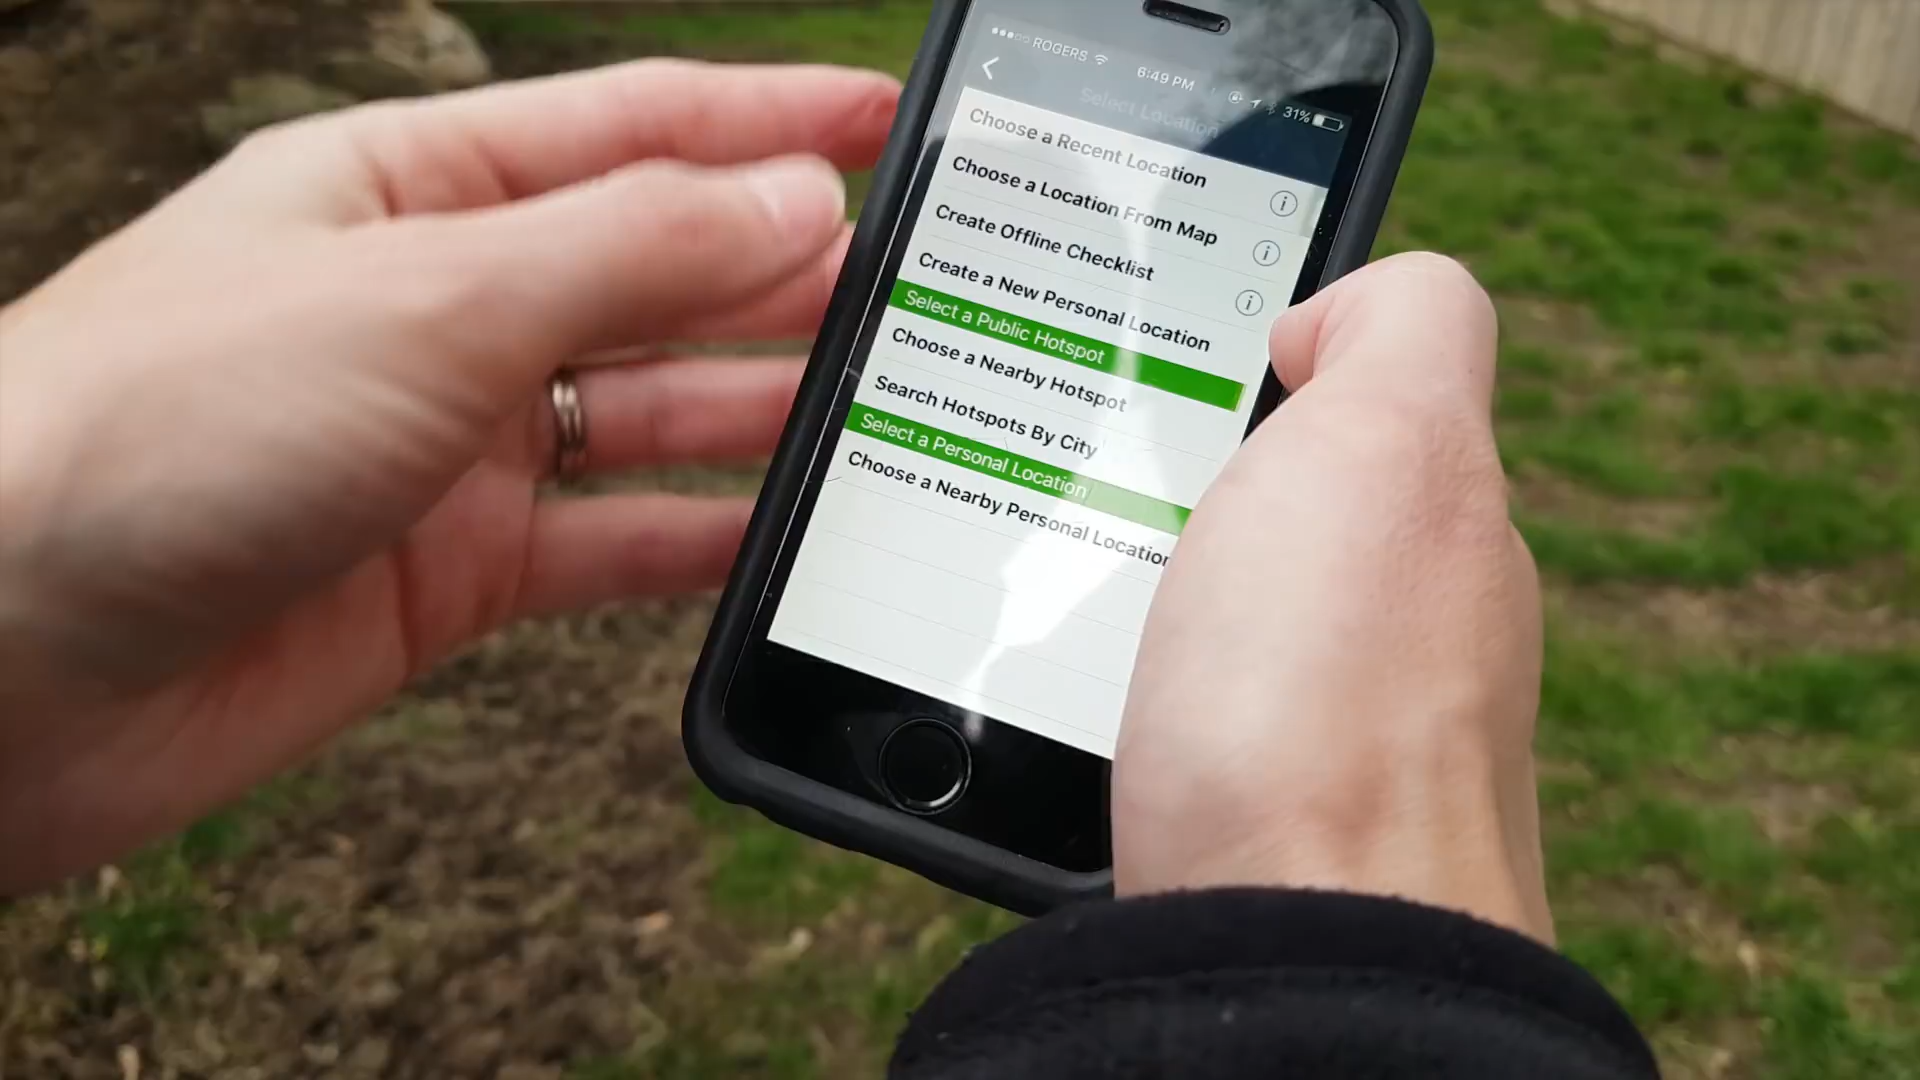 ROGERS 6:49 PM 31%
Select Location
Choose a Recent Location
Choose a Location From Map
Create Offline Checklist
Create a New Personal Location
Select a Public Hotspot
Choose a Nearby Hotspot
Search Hotspots By City
Select a Personal Location
Choose a Nearby Personal Location